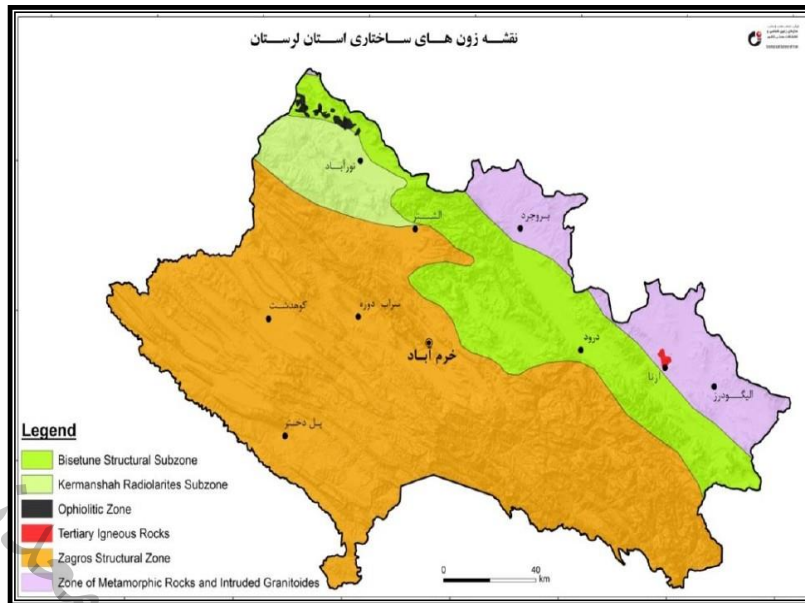 نقشه زون های ساختاری استان لرستان
نورآباد
الشتر
بروجرد
کوهدشت
سراب دوره
خرم آباد
درود
ازنا
الیگودرز
پل دختر
Legend
Bisetune Structural Subzone
Kermanshah Radiolarites Subzone
Ophiolitic Zone
Tertiary Igneous Rocks
Zagros Structural Zone
Zone of Metamorphic Rocks and Intruded Granitoides
0 40
km